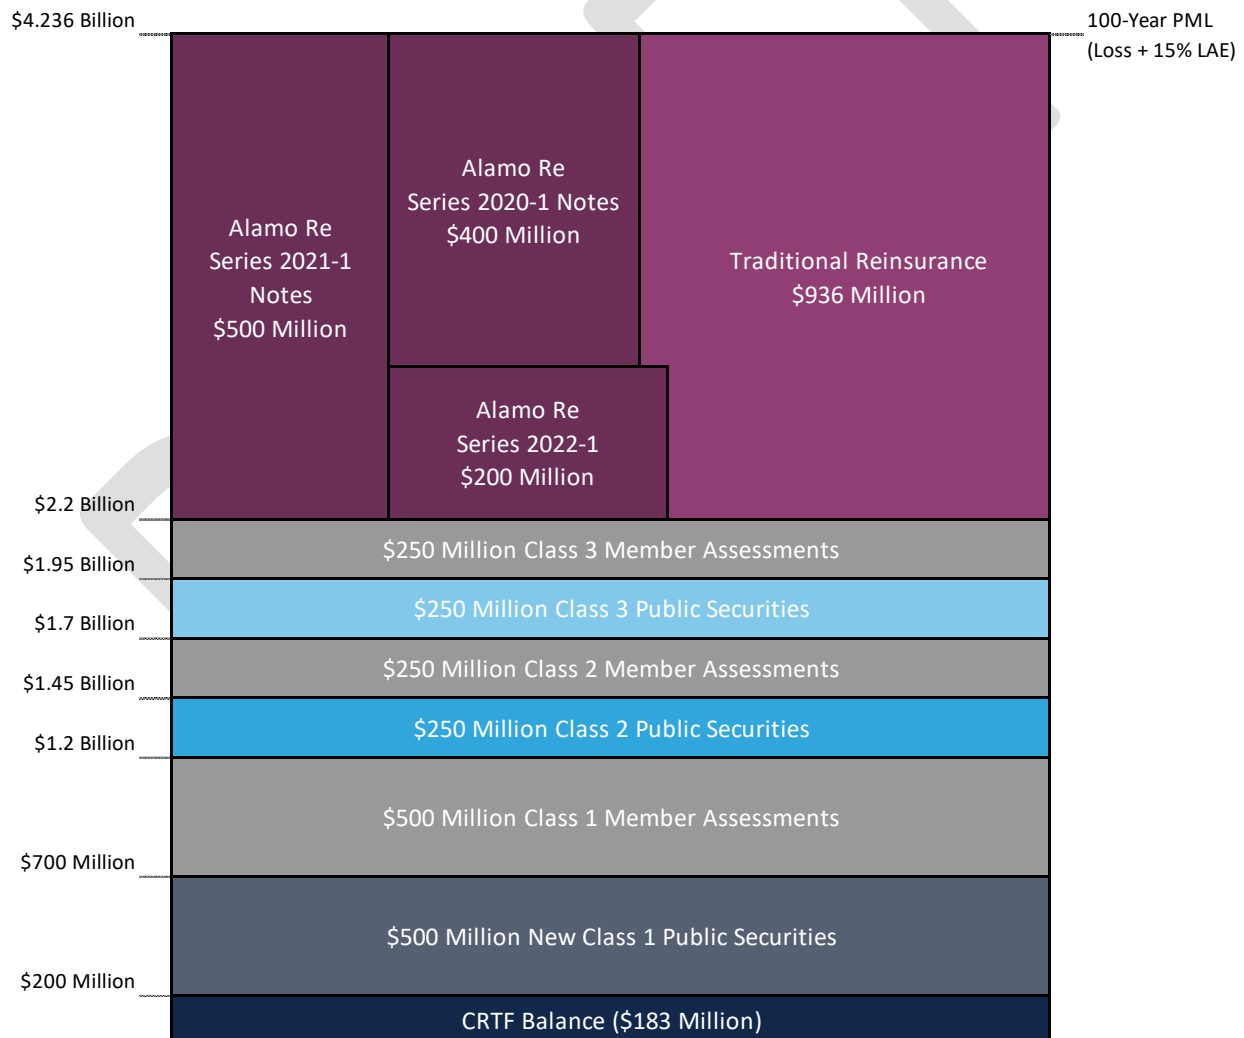 $4.236 Billion
100-Year PML
(Loss + 15% LAE)
Alamo Re
Series 2021-1
Notes
$500 Million
Alamo Re
Series 2020-1 Notes
$400 Million
Traditional Reinsurance
$936 Million
Alamo Re
Series 2022-1
$200 Million
$2.2 Billion
$250 Million Class 3 Member Assessments
$1.95 Billion
$250 Million Class 3 Public Securities
$1.7 Billion
$250 Million Class 2 Member Assessments
$1.45 Billion
$250 Million Class 2 Public Securities
$1.2 Billion
$500 Million Class 1 Member Assessments
$700 Million
$500 Million New Class 1 Public Securities
$200 Million
CRTF Balance ($183 Million)